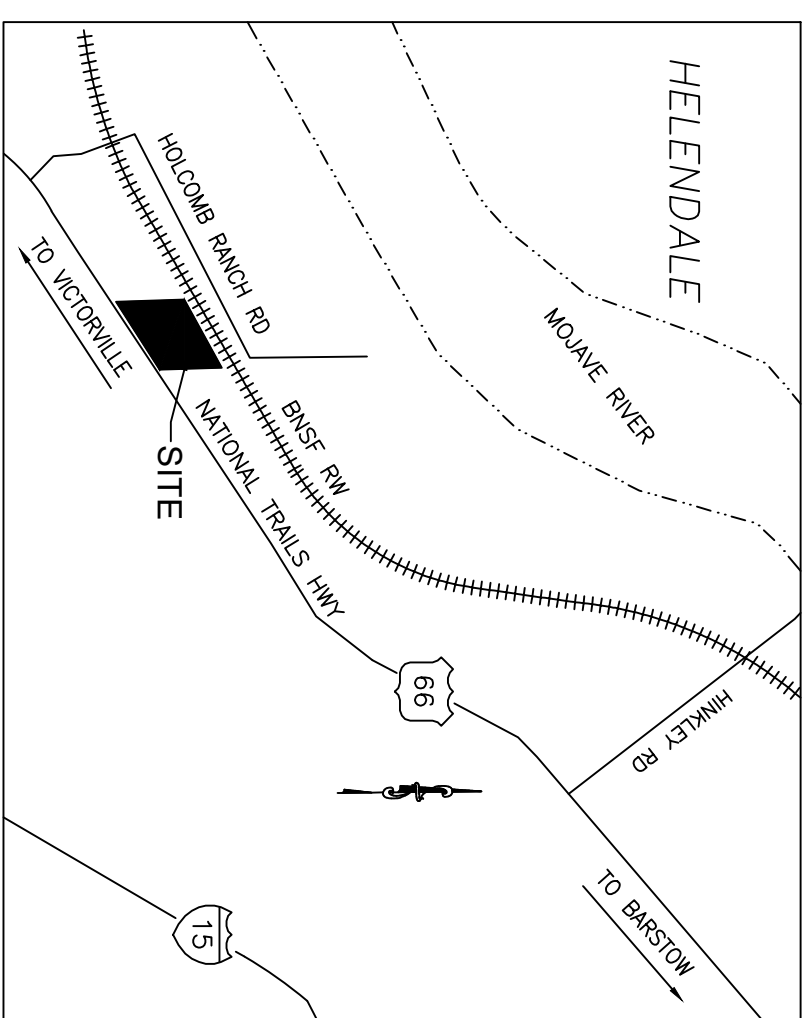 HELENDALE
MOJAVE RIVER
HOLCOMB RANCH RD
BNSF RW
NATIONAL TRAILS HWY
TO VICTORVILLE
SITE
66
HINKLEY RD
TO BARSTOW
15